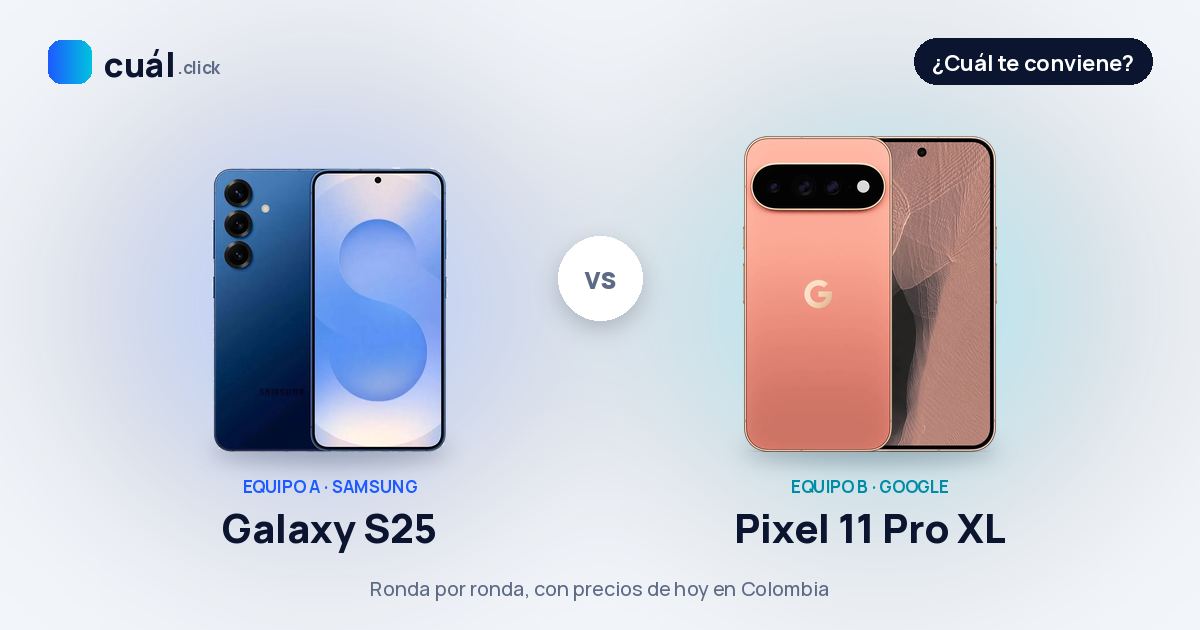 cuál.click
¿Cuál te conviene?
SAMSUNG
G
VS
EQUIPO A · SAMSUNG
EQUIPO B · GOOGLE
Galaxy S25
Pixel 11 Pro XL
Ronda por ronda, con precios de hoy en Colombia